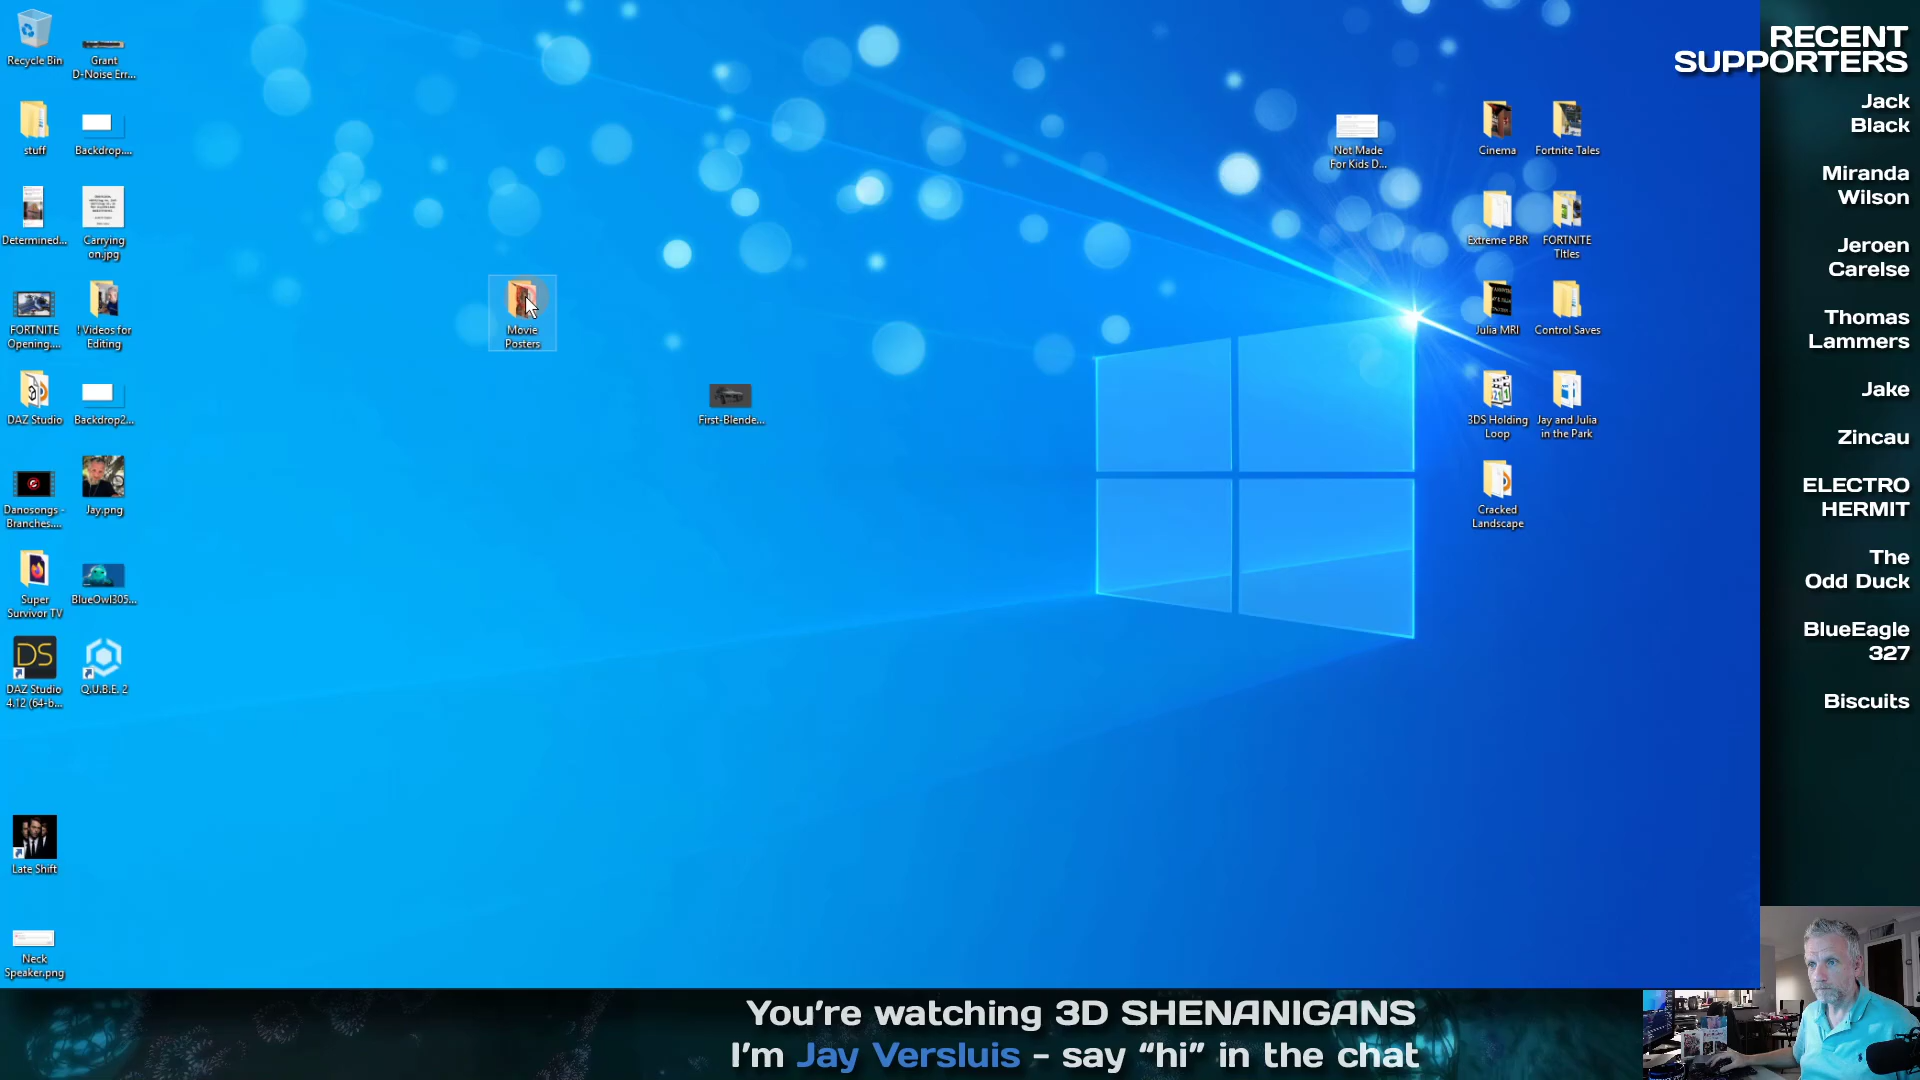 Recycle Bin
Grant
D-Noise Err...
stuff
Backdrop....
Determined...
Carrying
on.jpg
FORTNITE
Opening....
! Videos for
Editing
DAZ Studio
Backdrop2...
Danosongs -
Branches....
Jay.png
Super
Survivor TV
BlueOwl305...
DS
DAZ Studio
4.12 (64-b...
Q.U.B.E. 2
Late Shift
Neck
Speaker.png
Movie
Posters
First-Blende...
Not Made
For Kids D...
Cinema
Fortnite Tales
Extreme PBR
FORTNITE
TItles
Julia MRI
Control Saves
3DS Holding
Loop
Jay and Julia
in the Park
Cracked
Landscape
RECENT
SUPPORTERS
Jack
Black
Miranda
Wilson
Jeroen
Carelse
Thomas
Lammers
Jake
Zincau
ELECTRO
HERMIT
The
Odd Duck
BlueEagle
327
Biscuits
You're watching 3D SHENANIGANS
I'm Jay Versluis - say "hi" in the chat